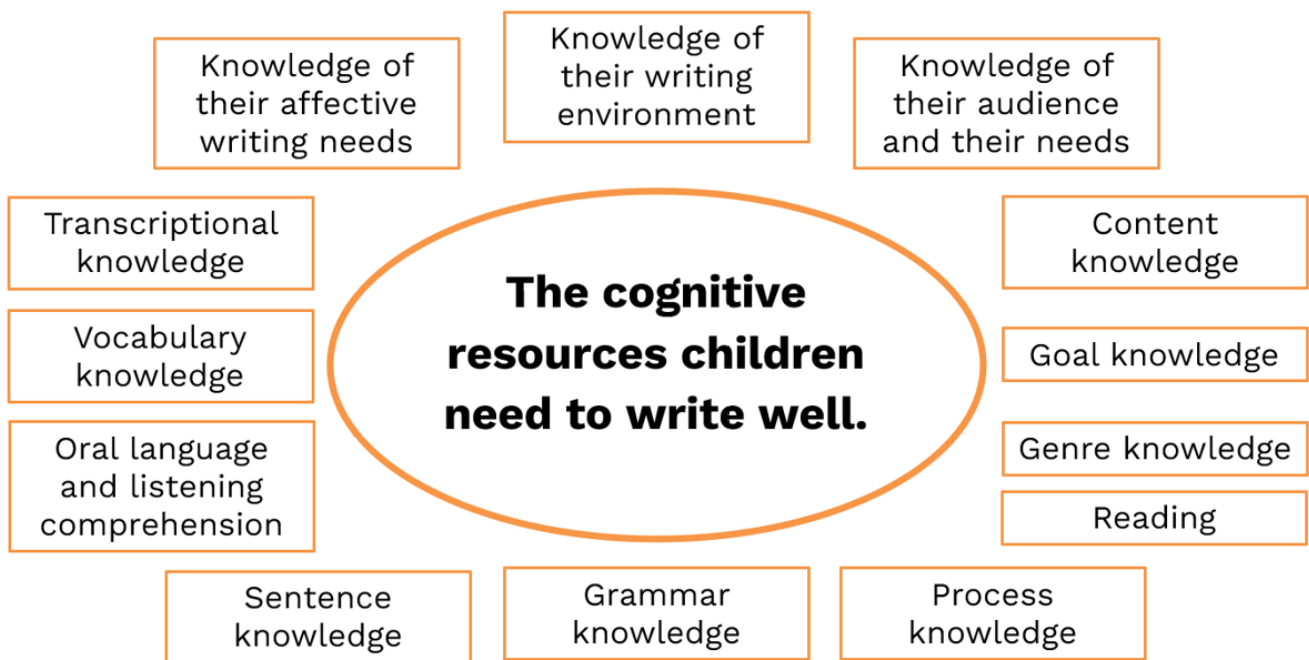 Knowledge of
their affective
writing needs
Knowledge of
their writing
environment
Knowledge of
their audience
and their needs
Transcriptional
knowledge
Vocabulary
knowledge
Oral language
and listening
comprehension
The cognitive
resources children
need to write well.
Content
knowledge
Goal knowledge
Genre knowledge
Reading
Sentence
knowledge
Grammar
knowledge
Process
knowledge